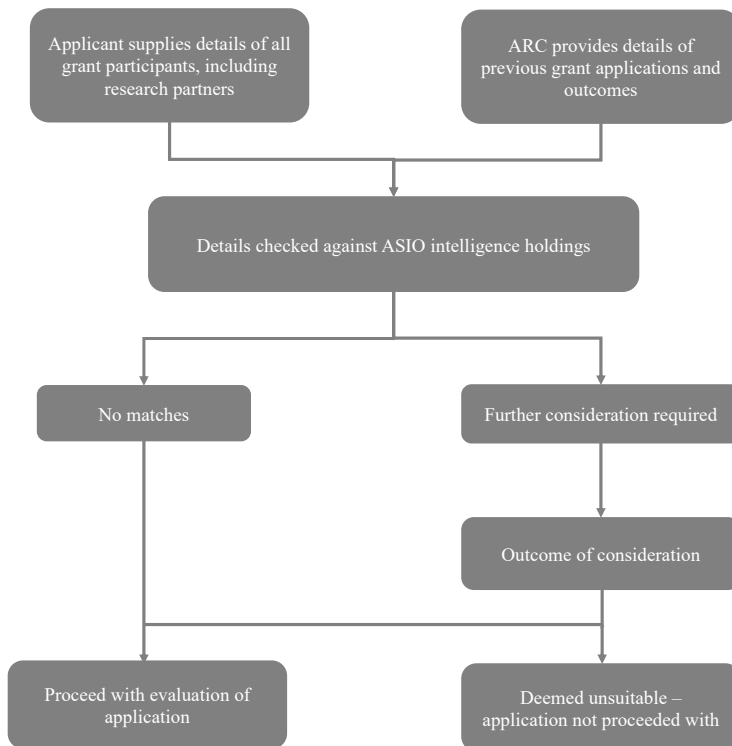 Applicant supplies details of all
grant participants, including
research partners
ARC provides details of
previous grant applications and
outcomes
Details checked against ASIO intelligence holdings
No matches
Further consideration required
Outcome of consideration
Proceed with evaluation of
application
Deemed unsuitable –
application not proceeded with